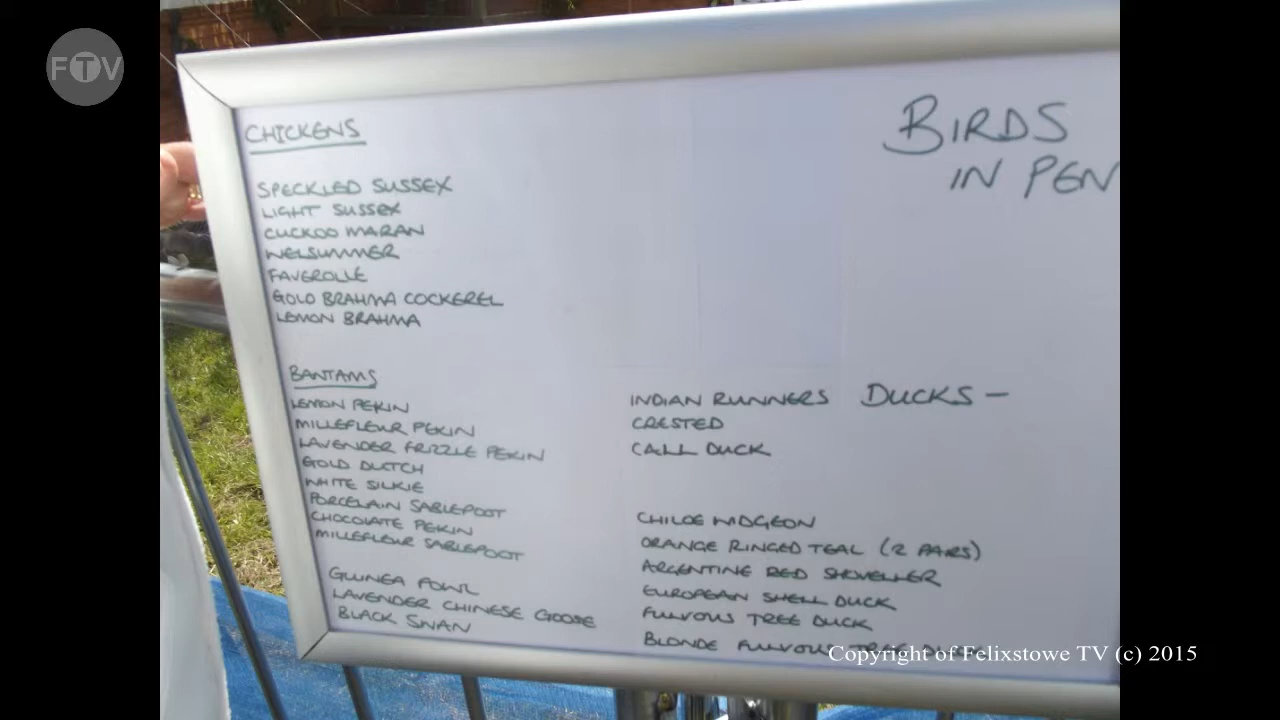 FTV
BIRDS
IN PEN
CHICKENS
SPECKLED SUSSEX
LIGHT SUSSEX
CUCKOO MARAN
WELSUMMER
FAVEROLLE
GOLD BRAHMA COCKEREL
LEMON BRAHMA
BANTAMS
LEMON PEKIN
MILLEFLEUR PEKIN
LAVENDER FRIZZLE PEKIN
GOLD DUTCH
WHITE SILKIE
PORCELAIN SABLEPOOT
CHOCOLATE PEKIN
MILLEFLEUR SABLEPOOT
GUINEA FOWL
LAVENDER CHINESE GOOSE
BLACK SWAN
INDIAN RUNNERS DUCKS –
CRESTED
CALL DUCK
CHILOE WIDGEON
ORANGE RINGED TEAL (2 PAIRS)
ARGENTINE RED SHOVELLER
EUROPEAN SHELL DUCK
FULVOUS TREE DUCK
BLONDE FULVOUS TREE
Copyright of Felixstowe TV (c) 2015